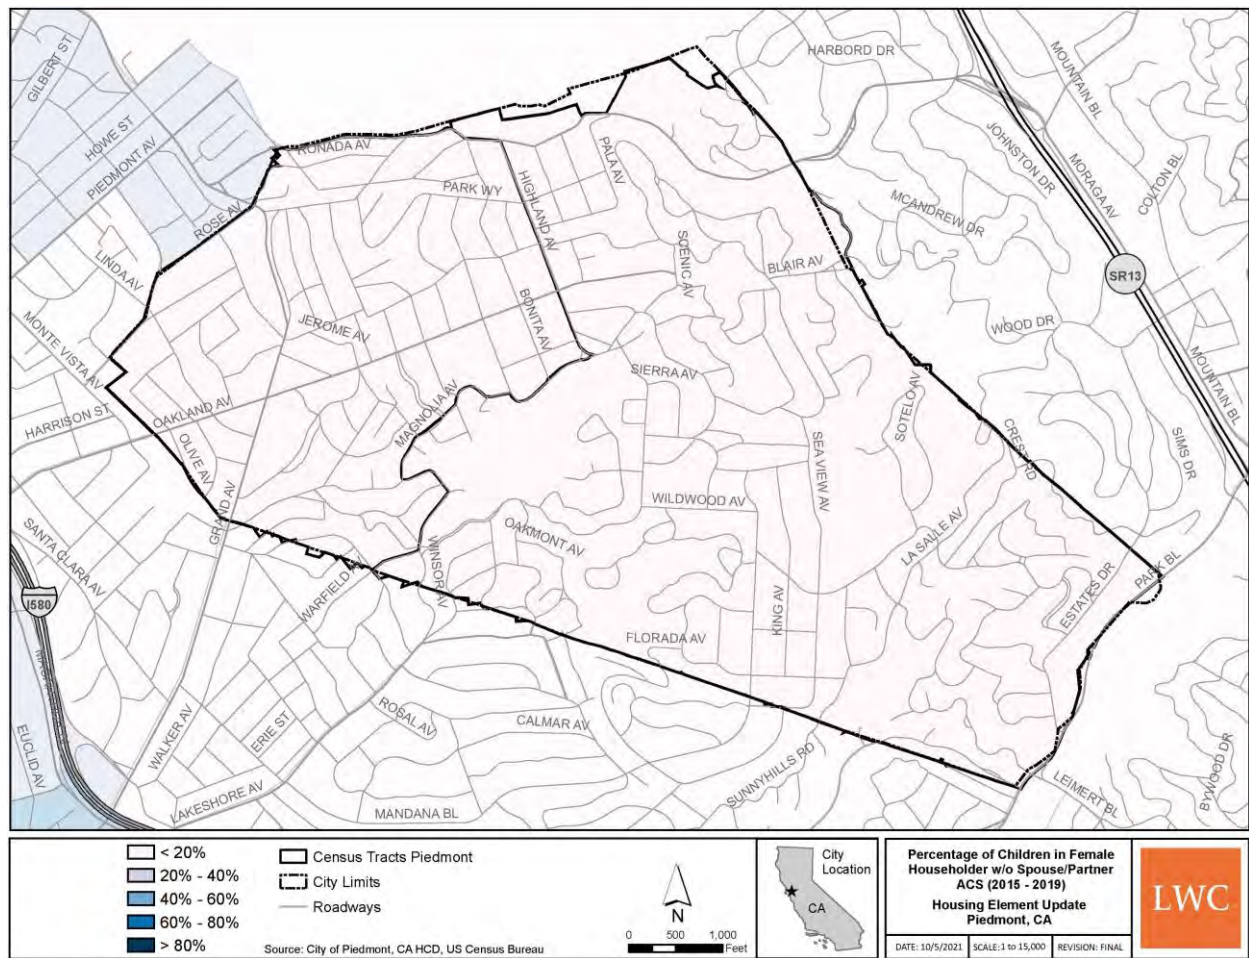 GILBERT ST
HOWE ST
PIEDMONT AV
ROSE AV
LINDA AV
MONTE VISTA AV
HARRISON ST
OAKLAND AV
OLIVE AV
GRAND AV
SANTA CLARA AV
I580
EUCLID AV
WALKER AV
LAKESHORE AV
ERIE ST
ROSAL AV
MANDANA BL
CALMAR AV
WARFIELD AV
WINSOR AV
OAKMONT AV
MAGNOLIA AV
JEROME AV
BONITA AV
HIGHLAND AV
PARK WY
RONADA AV
PALA AV
SCENIC AV
BLAIR AV
SIERRA AV
SEA VIEW AV
SOTELO AV
WILDWOOD AV
LA SALLE AV
KING AV
FLORADA AV
SUNNYHILLS RD
ESTATES DR
PARK BL
LEIMERT BL
BYWOOD DR
CREST RD
SIMS DR
WOOD DR
MCANDREW DR
HARBORD DR
JOHNSTON DR
MOUNTAIN BL
MORAGA AV
COLTON BL
SR13
MOUNTAIN BL
< 20%
20% - 40%
40% - 60%
60% - 80%
> 80%
Census Tracts Piedmont
City Limits
Roadways
Source: City of Piedmont, CA HCD, US Census Bureau
N
0 500 1,000
Feet
City
Location
CA
Percentage of Children in Female
Householder w/o Spouse/Partner
ACS (2015 - 2019)
Housing Element Update
Piedmont, CA
DATE: 10/5/2021 SCALE: 1 to 15,000 REVISION: FINAL
LWC